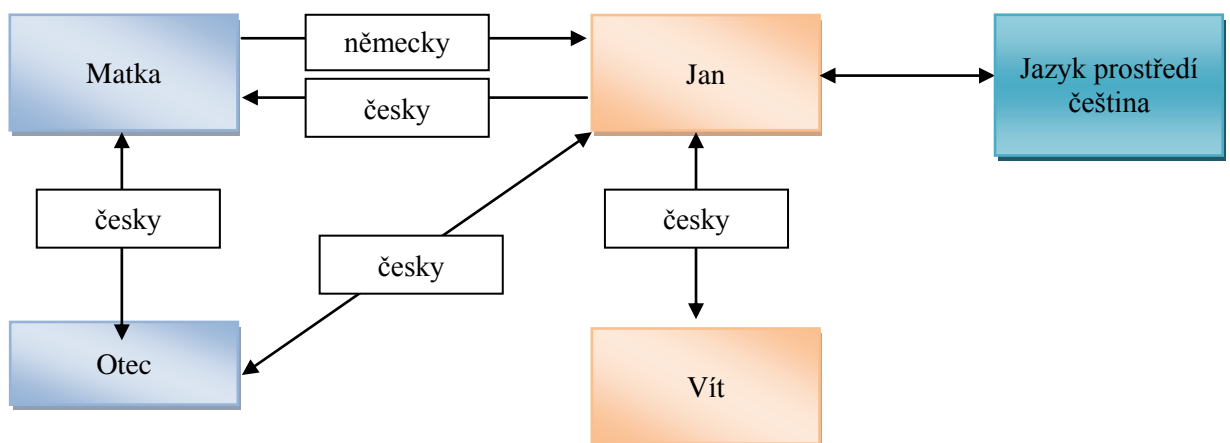 německy
Matka
Jan
Jazyk prostředí
čeština
česky
česky
česky
česky
Otec
Vít